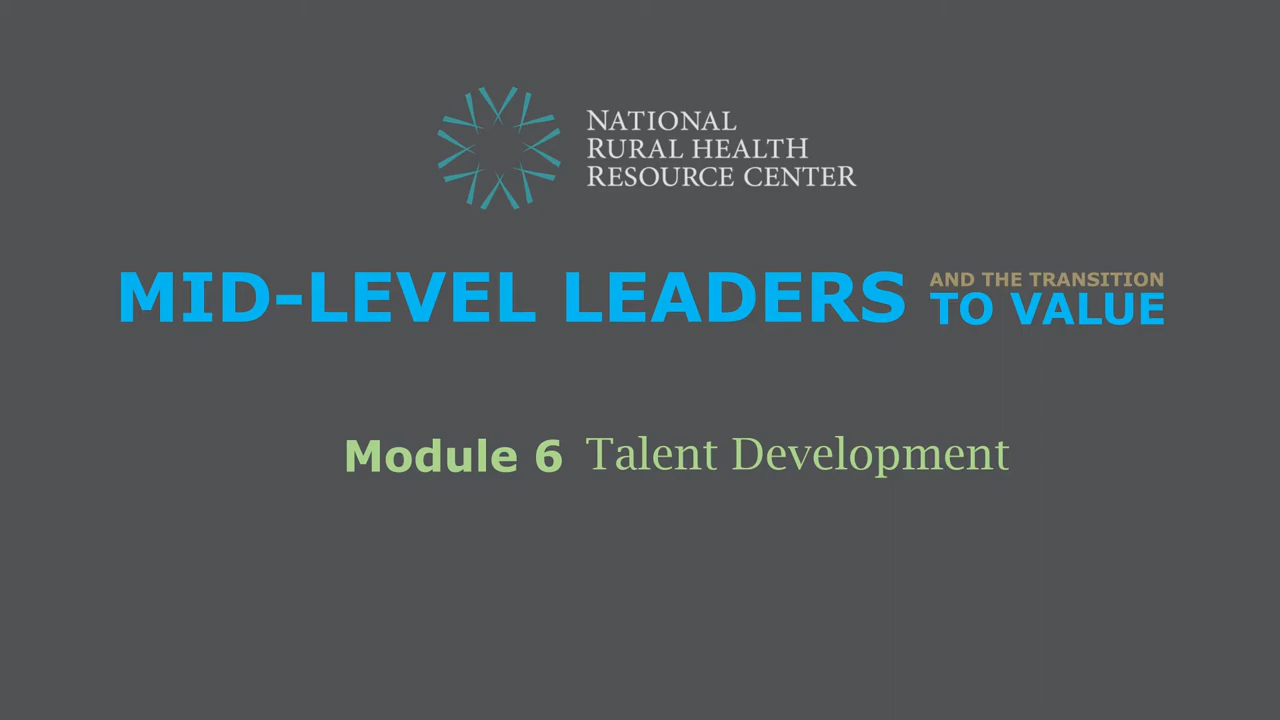 NATIONAL
RURAL HEALTH
RESOURCE CENTER
MID-LEVEL LEADERS AND THE TRANSITION
TO VALUE
Module 6 Talent Development